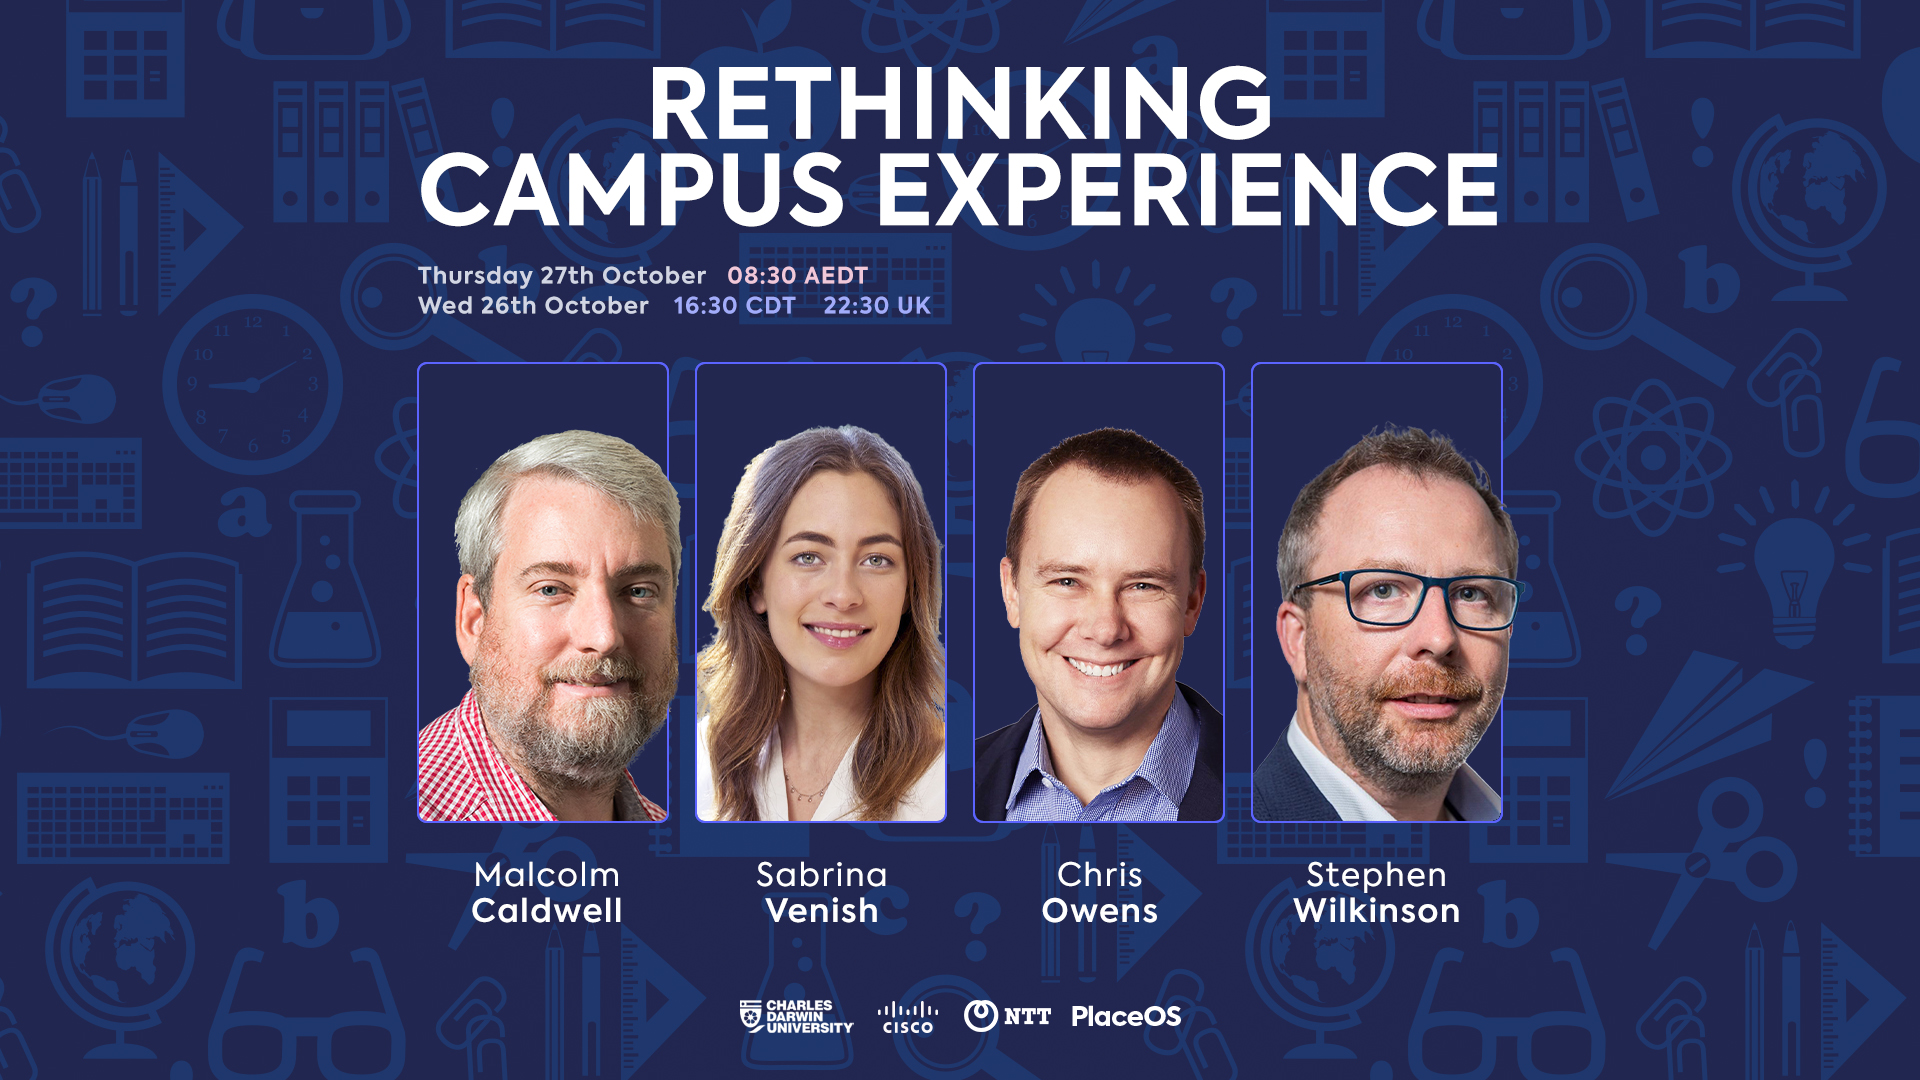 RETHINKING
CAMPUS EXPERIENCE
Thursday 27th October 08:30 AEDT
Wed 26th October 16:30 CDT 22:30 UK
Malcolm
Caldwell
Sabrina
Venish
Chris
Owens
Stephen
Wilkinson
CHARLES
DARWIN
UNIVERSITY
CISCO
NTT
PlaceOS